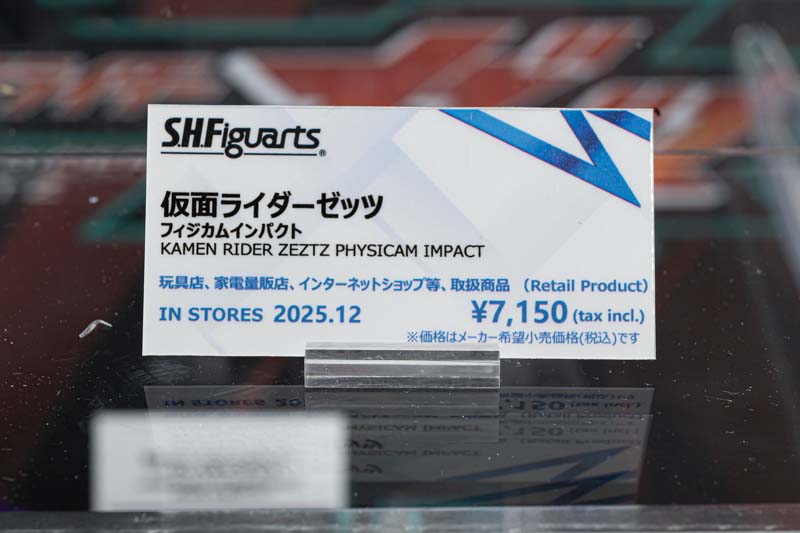 S.H.Figuarts®
仮面ライダーゼッツ
フィジカムインパクト
KAMEN RIDER ZEZTZ PHYSICAM IMPACT
玩具店、家電量販店、インターネットショップ等、取扱商品 (Retail Product)
IN STORES 2025.12 ¥7,150 (tax incl.)
※価格はメーカー希望小売価格(税込)です